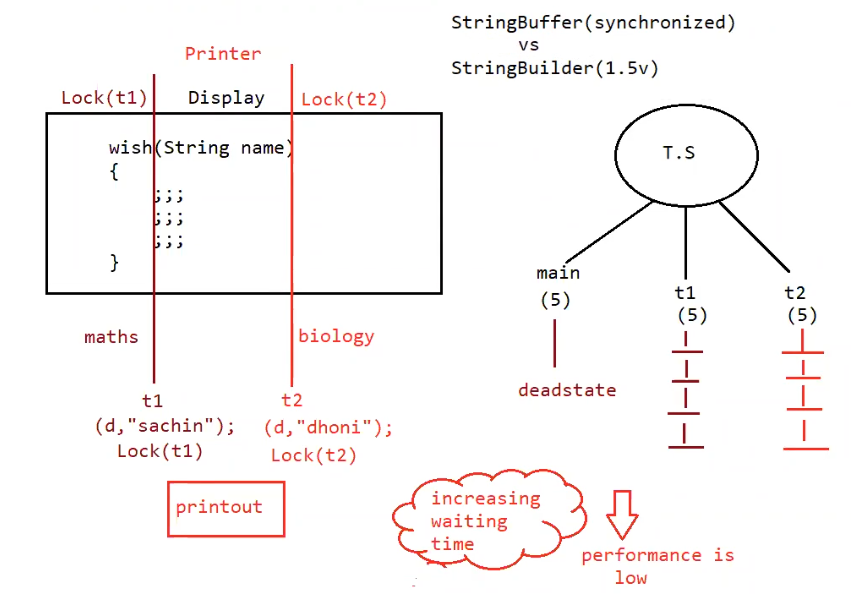 StringBuffer(synchronized)
vs
StringBuilder(1.5v)
Printer
Lock(t1)
Display
Lock(t2)
wish(String name)
{
;;;
;;;
;;;
}
maths
biology
t1
(d,"sachin");
Lock(t1)
t2
(d,"dhoni");
Lock(t2)
printout
T.S
main
(5)
deadstate
t1
(5)
t2
(5)
increasing
waiting
time
performance is
low